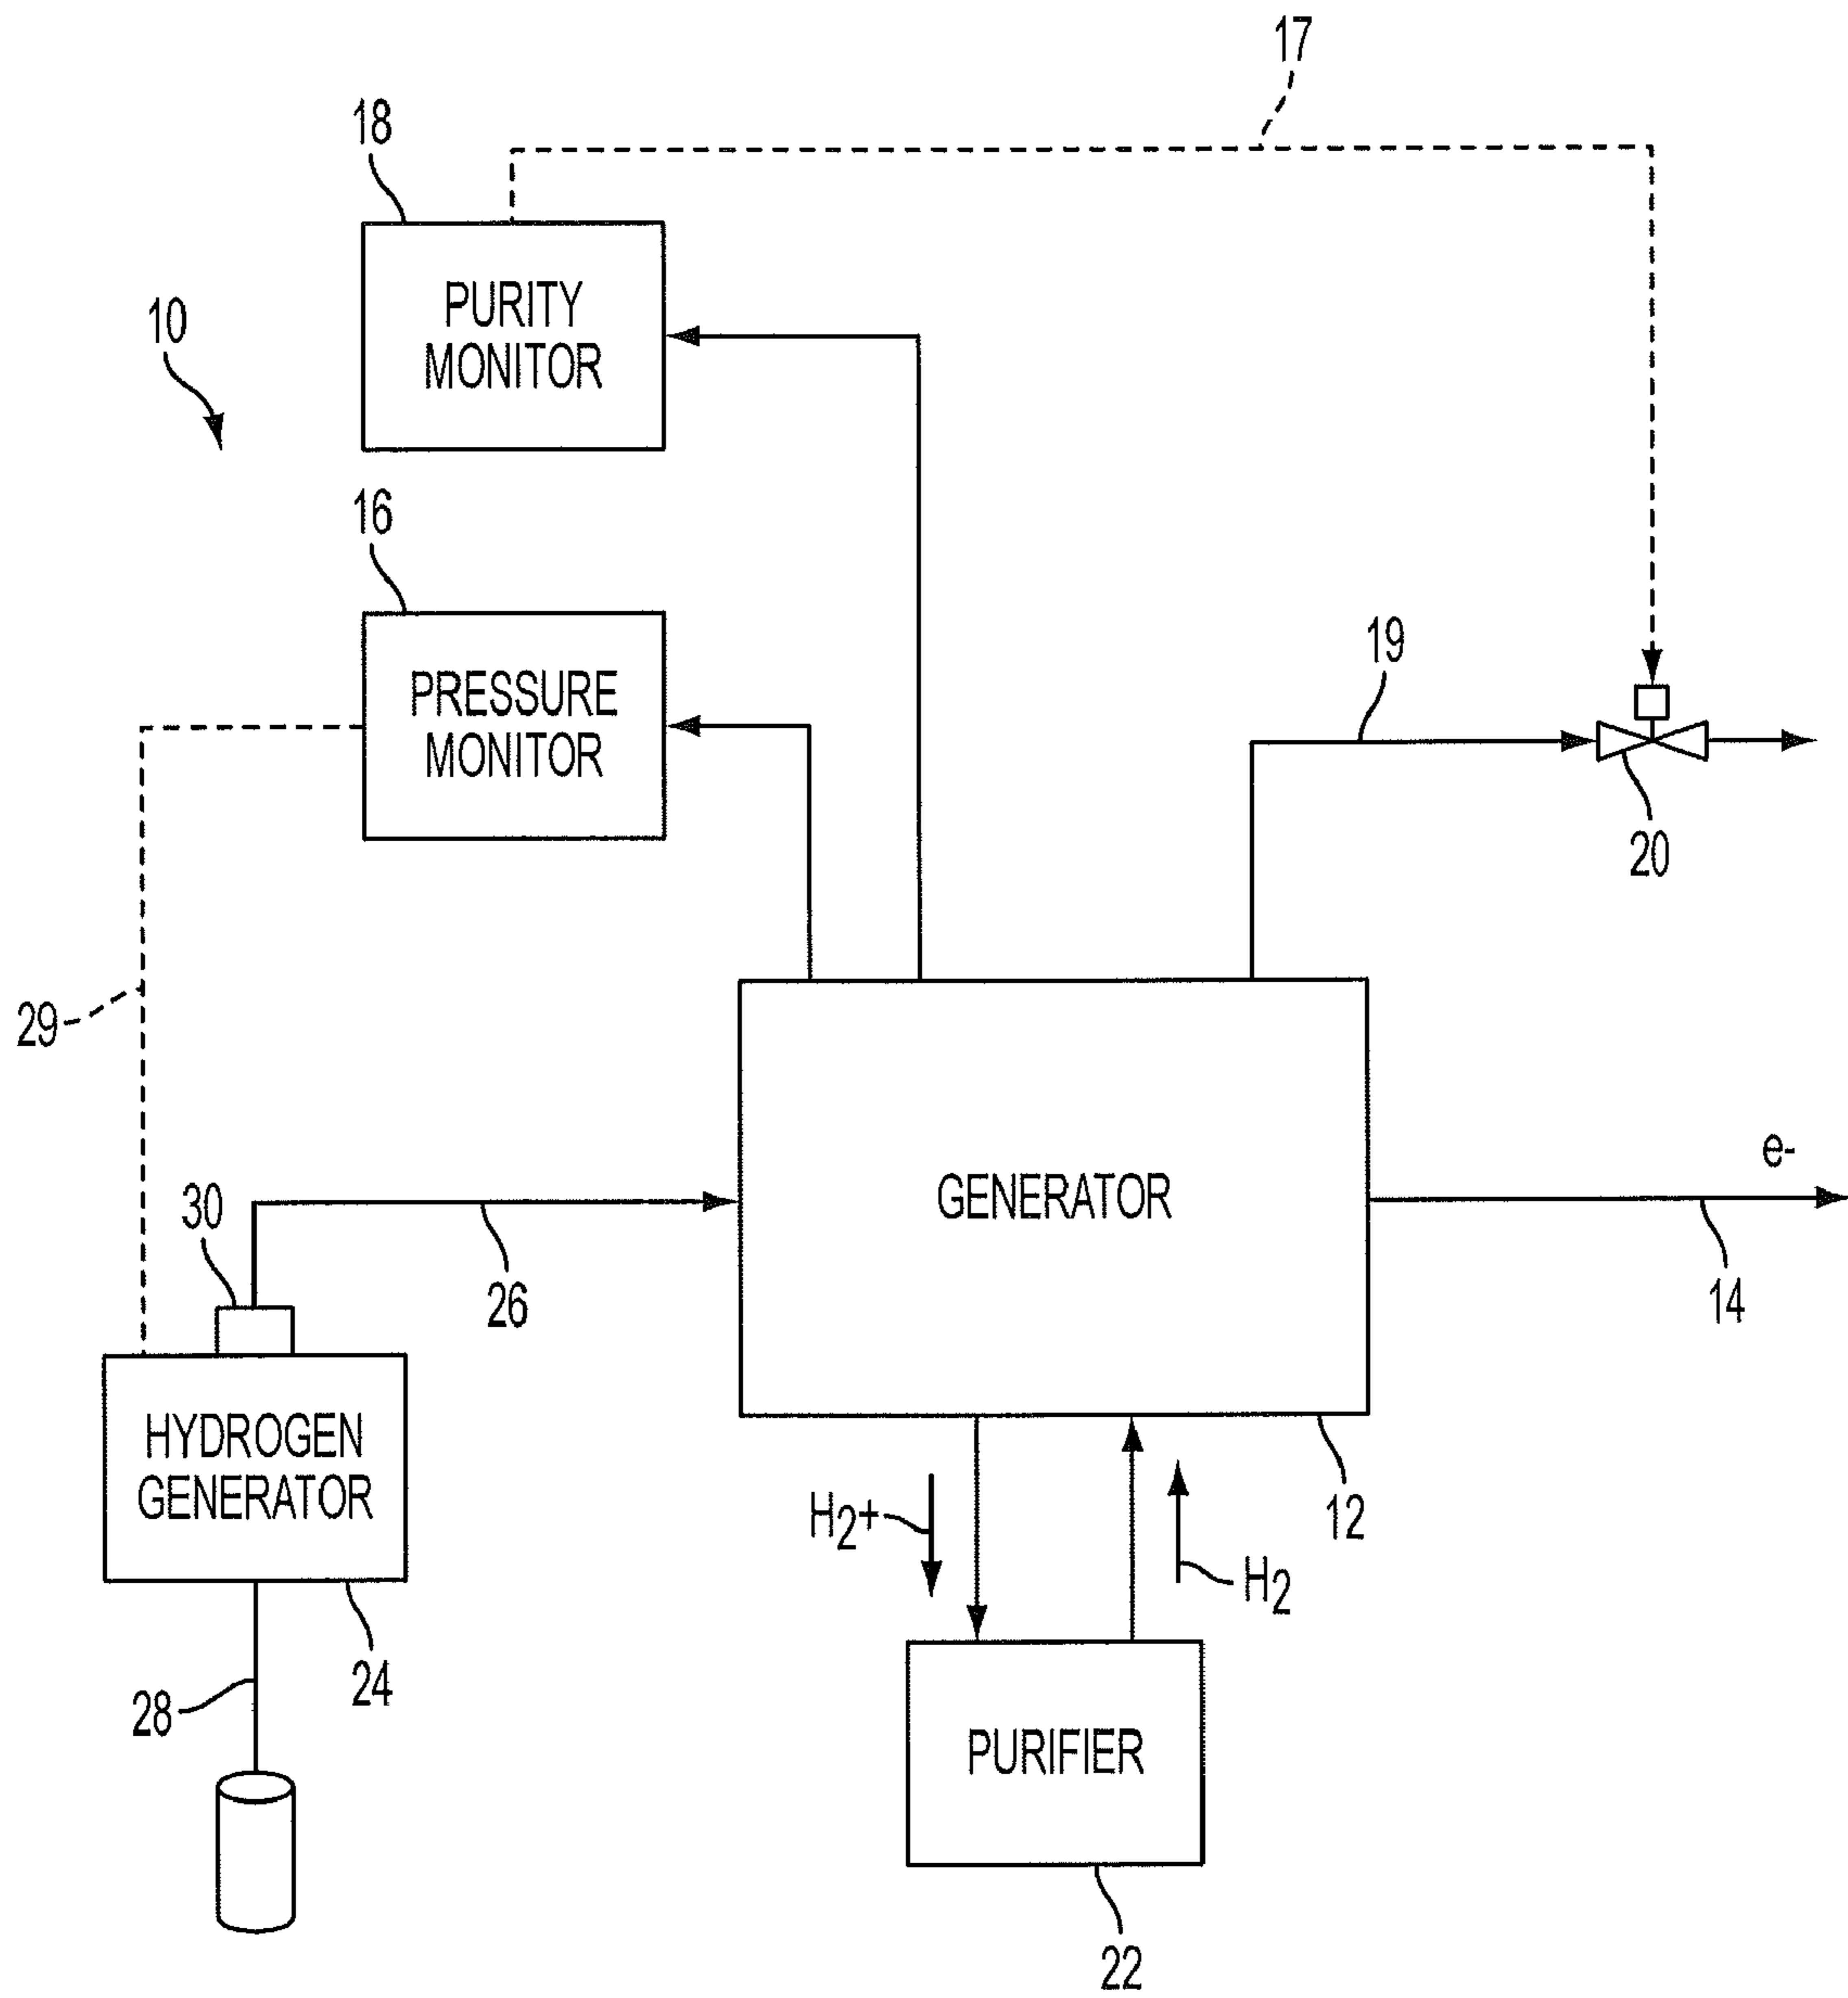 17
18
PURITY
MONITOR
10
16
PRESSURE
MONITOR
19
20
29
GENERATOR
e-
30
26
14
HYDROGEN
GENERATOR
H2+
12
H2
24
28
PURIFIER
22